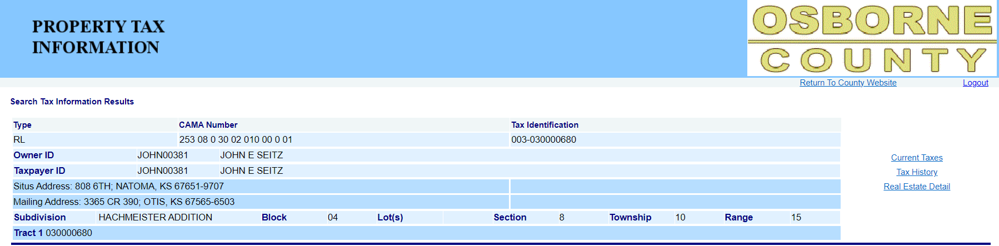 PROPERTY TAX
INFORMATION
OSBORNE
COUNTY
Return To County Website Logout
Search Tax Information Results
Type CAMA Number Tax Identification
RL 253 08 0 30 02 010 00 0 01 003-030000680
Owner ID JOHN00381 JOHN E SEITZ
Taxpayer ID JOHN00381 JOHN E SEITZ
Situs Address: 808 6TH; NATOMA, KS 67651-9707
Mailing Address: 3365 CR 390; OTIS, KS 67565-6503
Subdivision HACHMEISTER ADDITION Block 04 Lot(s) Section 8 Township 10 Range 15
Tract 1 030000680
Current Taxes
Tax History
Real Estate Detail